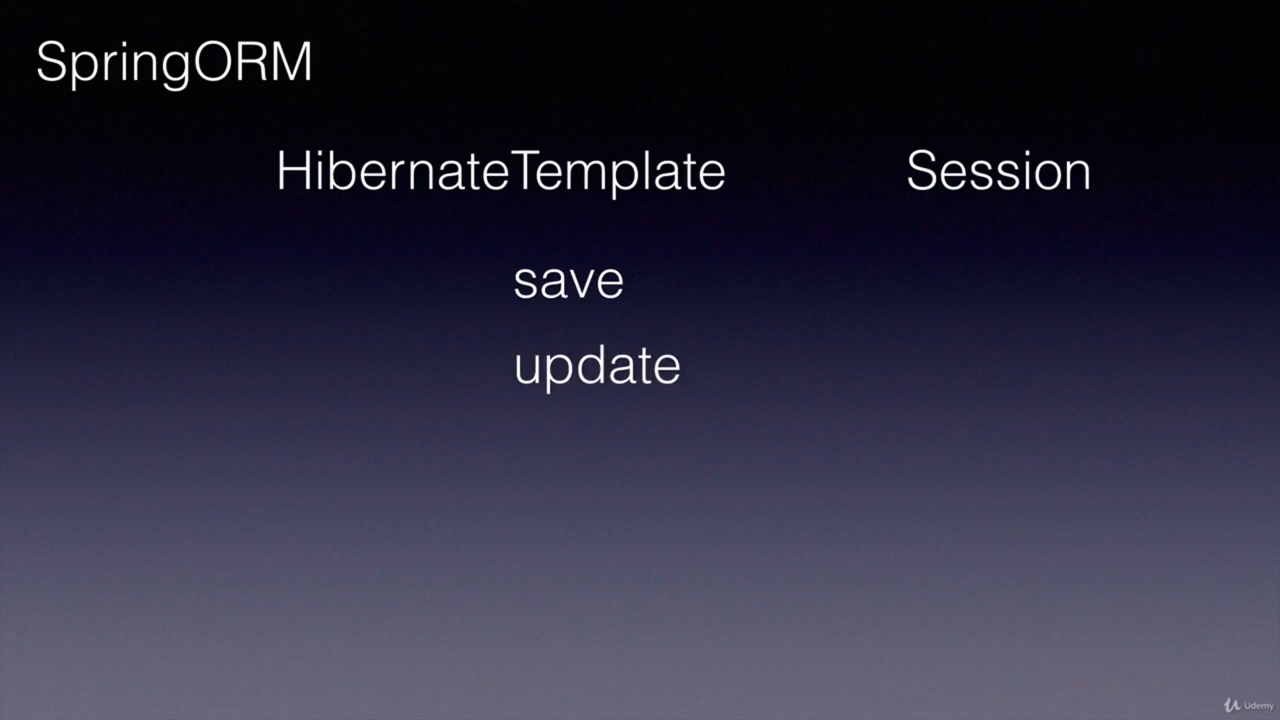 SpringORM
HibernateTemplate Session
save
update
Udemy